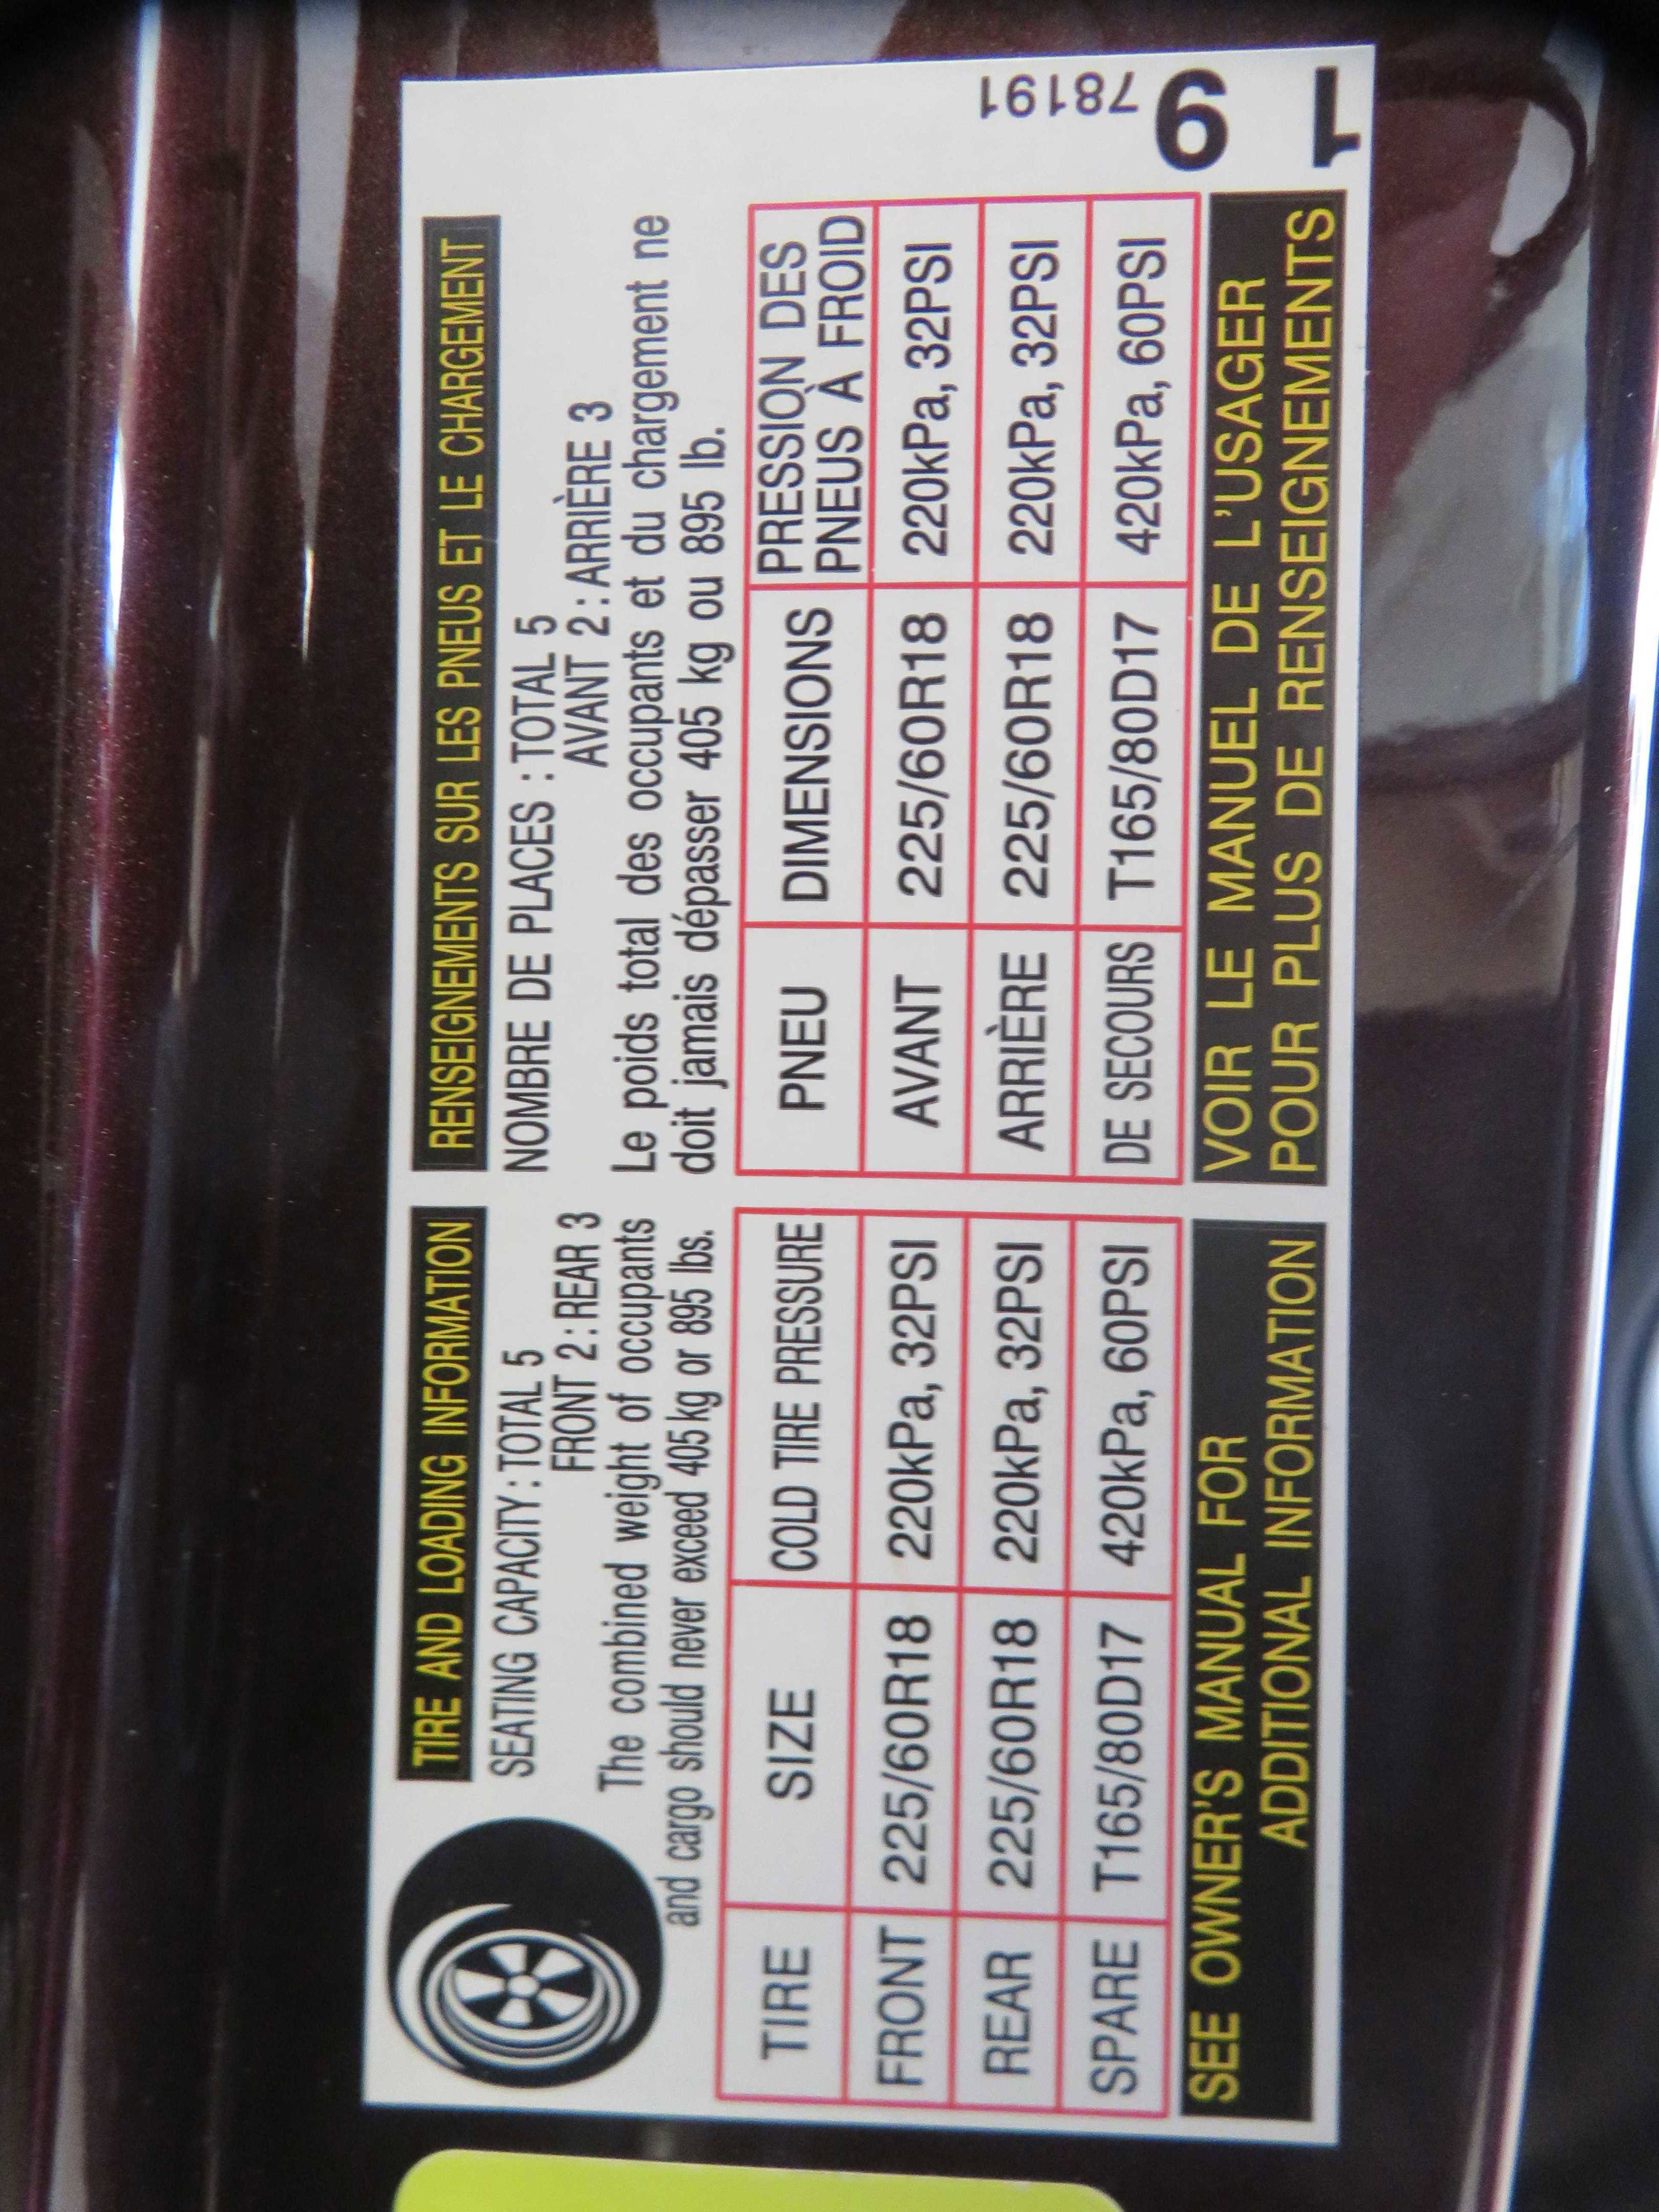 TIRE AND LOADING INFORMATION
SEATING CAPACITY : TOTAL 5
FRONT 2 : REAR 3
The combined weight of occupants
and cargo should never exceed 405 kg or 895 lbs.
TIRE SIZE COLD TIRE PRESSURE
FRONT 225/60R18 220kPa, 32PSI
REAR 225/60R18 220kPa, 32PSI
SPARE T165/80D17 420kPa, 60PSI
SEE OWNER'S MANUAL FOR
ADDITIONAL INFORMATION
RENSEIGNEMENTS SUR LES PNEUS ET LE CHARGEMENT
NOMBRE DE PLACES : TOTAL 5
AVANT 2 : ARRIÈRE 3
Le poids total des occupants et du chargement ne
doit jamais dépasser 405 kg ou 895 lb.
PNEU DIMENSIONS PRESSION DES
PNEUS À FROID
AVANT 225/60R18 220kPa, 32PSI
ARRIÈRE 225/60R18 220kPa, 32PSI
DE SECOURS T165/80D17 420kPa, 60PSI
VOIR LE MANUEL DE L'USAGER
POUR PLUS DE RENSEIGNEMENTS
78191